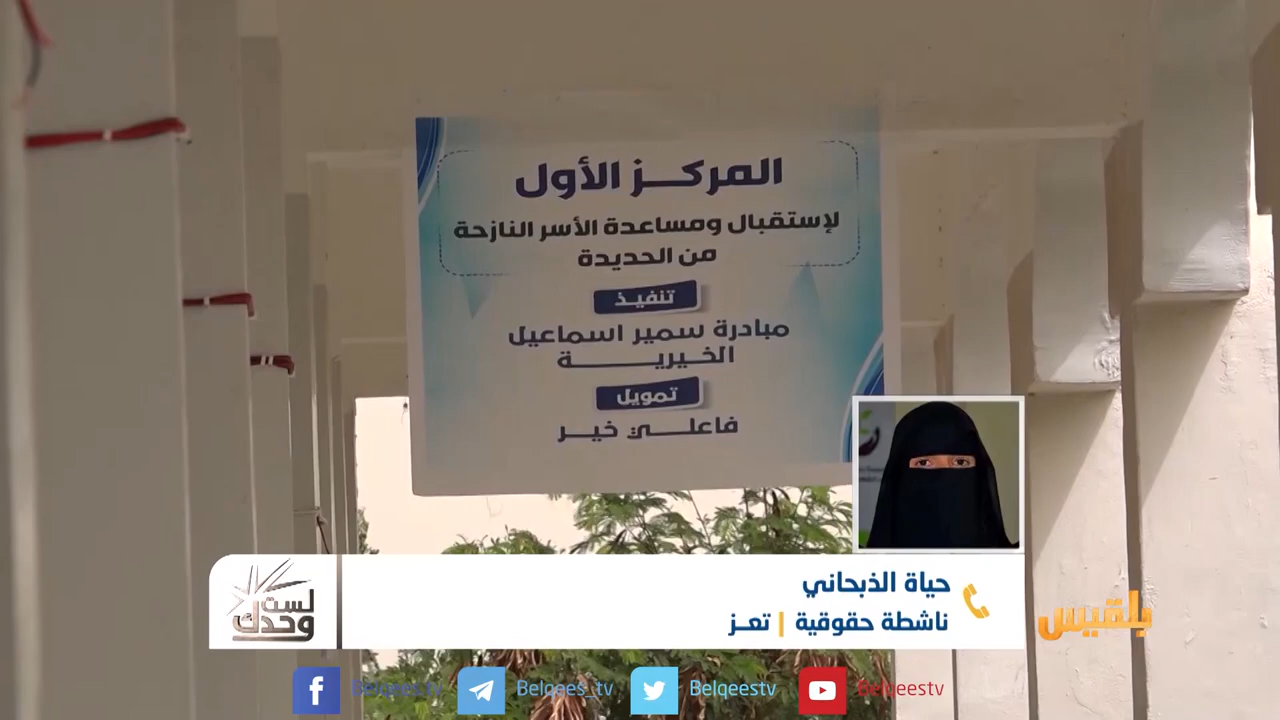 المركز الأول
لإستقبال ومساعدة الأسر النازحة
من الحديدة
تنفيذ
مبادرة سمير اسماعيل
الخيرية
تمويل
فاعلي خير
حياة الذبحاني
ناشطة حقوقية | تعز
لست
وحدك
بلقيس
Belqees.tv
Belqees_tv
Belqeestv
Belqeestv